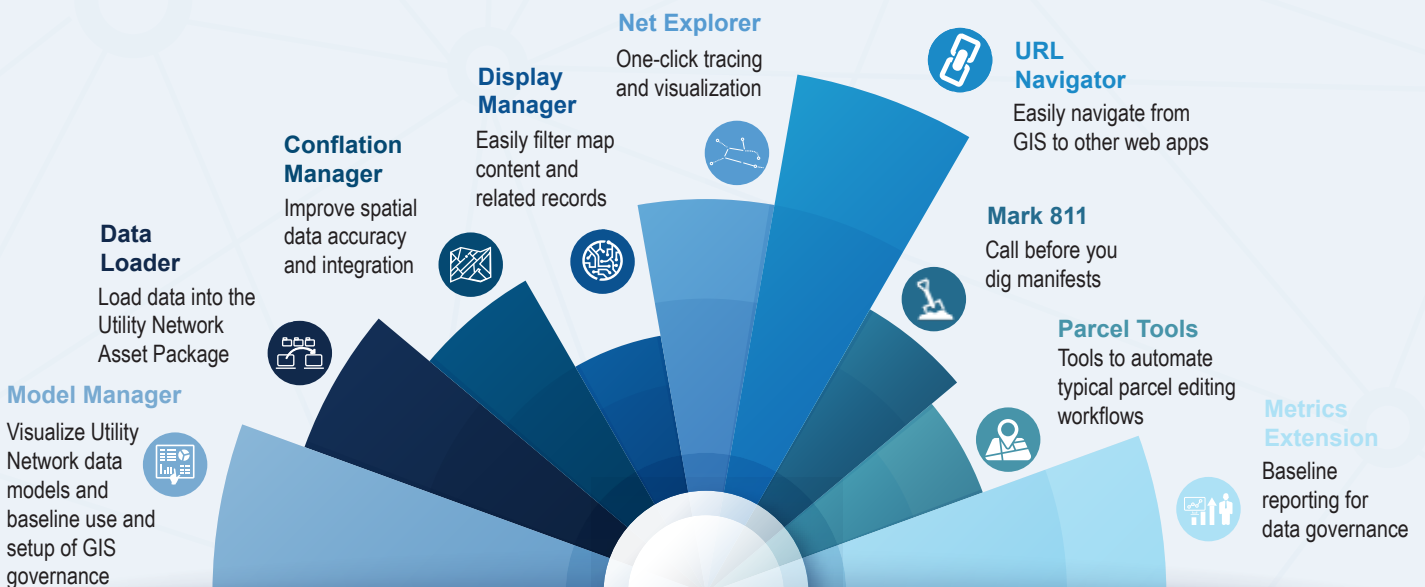 Model Manager
Visualize Utility
Network data
models and
baseline use and
setup of GIS
governance
Data
Loader
Load data into the
Utility Network
Asset Package
Conflation
Manager
Improve spatial
data accuracy
and integration
Display
Manager
Easily filter map
content and
related records
Net Explorer
One-click tracing
and visualization
URL
Navigator
Easily navigate from
GIS to other web apps
Mark 811
Call before you
dig manifests
Parcel Tools
Tools to automate
typical parcel editing
workflows
Metrics
Extension
Baseline
reporting for
data governance